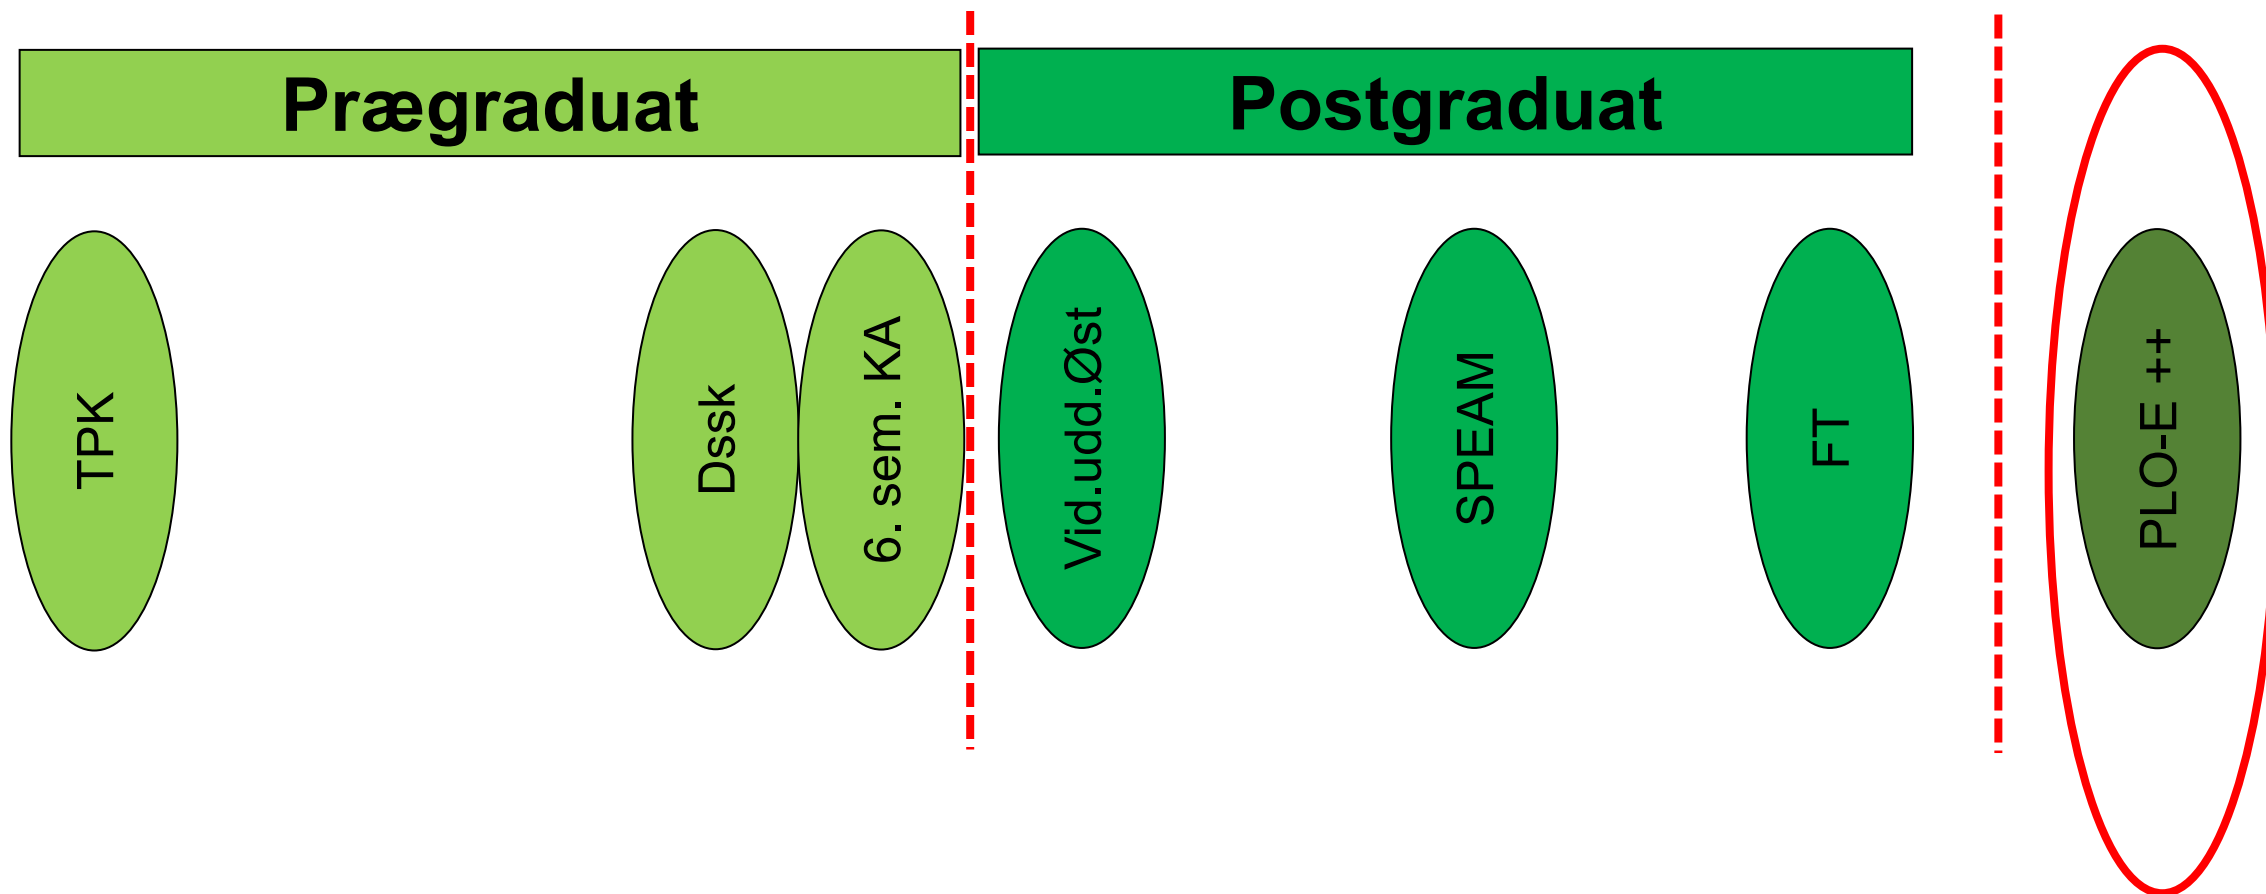 Prægraduat
Postgraduat
TPK
Dssk
6. sem. KA
Vid.udd.Øst
SPEAM
FT
PLO-E ++